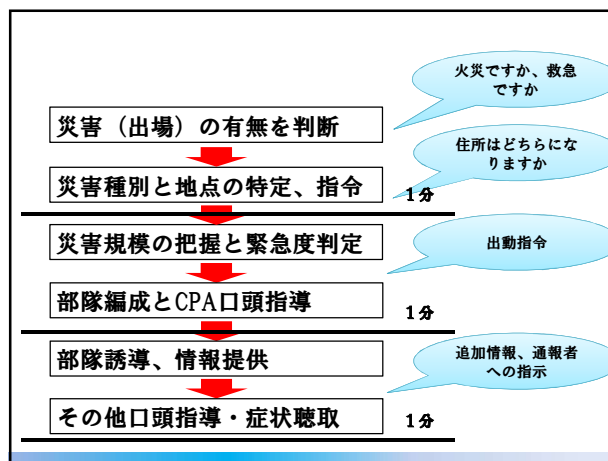 火災ですか、救急
ですか
災害（出場）の有無を判断
住所はどちらにな
りますか
災害種別と地点の特定、指令
1分
災害規模の把握と緊急度判定
出動指令
部隊編成とCPA口頭指導
1分
部隊誘導、情報提供
追加情報、通報者
への指示
その他口頭指導・症状聴取
1分